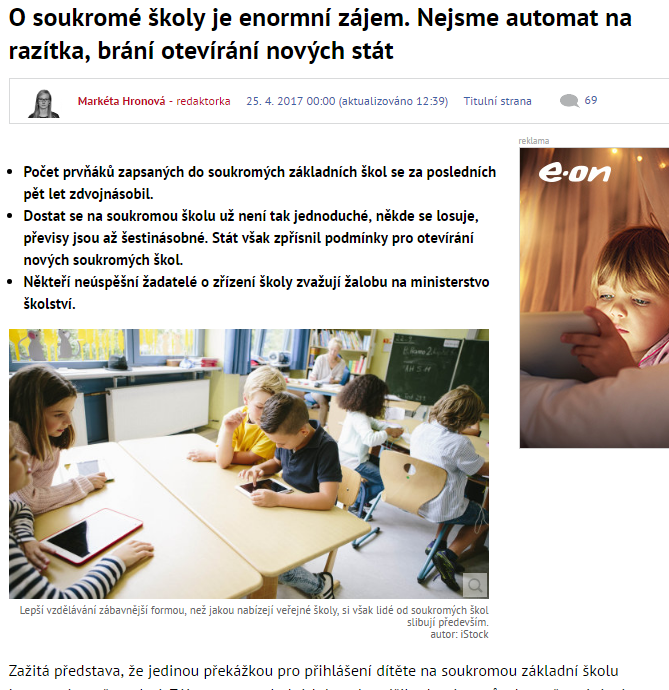 O soukromé školy je enormní zájem. Nejsme automat na
razítka, brání otevírání nových stát
Markéta Hronová - redaktorka 25. 4. 2017 00:00 (aktualizováno 12:39) Titulní strana 69
reklama
e·on
• Počet prvňáků zapsaných do soukromých základních škol se za posledních
pět let zdvojnásobil.
• Dostat se na soukromou školu už není tak jednoduché, někde se losuje,
převisy jsou až šestinásobné. Stát však zpřísnil podmínky pro otevírání
nových soukromých škol.
• Někteří neúspěšní žadatelé o zřízení školy zvažují žalobu na ministerstvo
školství.
Lepší vzdělávání zábavnější formou, než jakou nabízejí veřejné školy, si však lidé od soukromých škol
slibují především.
autor: iStock
Zažitá představa, že jedinou překážkou pro přihlášení dítěte na soukromou základní školu